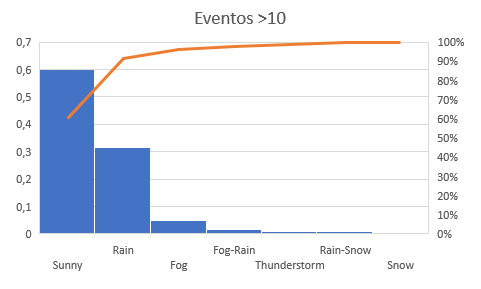 Eventos >10
0,7
0,6
0,5
0,4
0,3
0,2
0,1
0
100%
90%
80%
70%
60%
50%
40%
30%
20%
10%
0%
Rain
Fog-Rain
Rain-Snow
Sunny
Fog
Thunderstorm
Snow